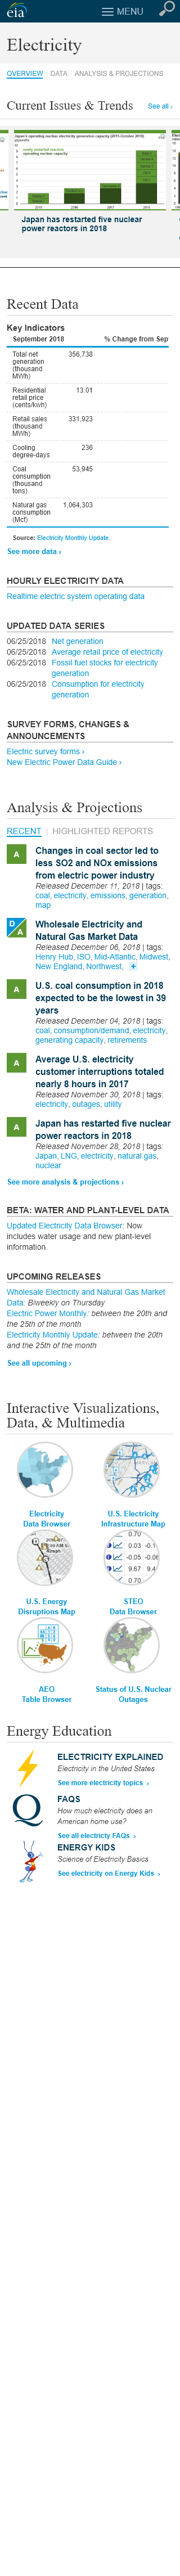 eia
MENU
Electricity
OVERVIEW
DATA
ANALYSIS & PROJECTIONS
Current Issues & Trends
See all ›
Japan has restarted five nuclear
power reactors in 2018
Recent Data
Key Indicators
September 2018 % Change from Sep
Total net
generation
(thousand
MWh)
356,738
Residential
retail price
(cents/kwh)
13.01
Retail sales
(thousand
MWh)
331,923
Cooling
degree-days
236
Coal
consumption
(thousand
tons)
53,945
Natural gas
consumption
(Mcf)
1,064,303
Source: Electricity Monthly Update.
See more data ›
HOURLY ELECTRICITY DATA
Realtime electric system operating data
UPDATED DATA SERIES
06/25/2018 Net generation
06/25/2018 Average retail price of electricity
06/25/2018 Fossil fuel stocks for electricity
generation
06/25/2018 Consumption for electricity
generation
SURVEY FORMS, CHANGES &
ANNOUNCEMENTS
Electric survey forms ›
New Electric Power Data Guide ›
Analysis & Projections
RECENT | HIGHLIGHTED REPORTS
A
Changes in coal sector led to
less SO2 and NOx emissions
from electric power industry
Released December 11, 2018 | tags:
coal, electricity, emissions, generation,
map
D A
Wholesale Electricity and
Natural Gas Market Data
Released December 06, 2018 | tags:
Henry Hub, ISO, Mid-Atlantic, Midwest,
New England, Northwest, +
A
U.S. coal consumption in 2018
expected to be the lowest in 39
years
Released December 04, 2018 | tags:
coal, consumption/demand, electricity,
generating capacity, retirements
A
Average U.S. electricity
customer interruptions totaled
nearly 8 hours in 2017
Released November 30, 2018 | tags:
electricity, outages, utility
A
Japan has restarted five nuclear
power reactors in 2018
Released November 28, 2018 | tags:
Japan, LNG, electricity, natural gas,
nuclear
See more analysis & projections ›
BETA: WATER AND PLANT-LEVEL DATA
Updated Electricity Data Browser: Now
includes water usage and new plant-level
information.
UPCOMING RELEASES
Wholesale Electricity and Natural Gas Market
Data: Biweekly on Thursday
Electric Power Monthly: between the 20th and
the 25th of the month
Electricity Monthly Update: between the 20th
and the 25th of the month
See all upcoming ›
Interactive Visualizations,
Data, & Multimedia
Electricity
Data Browser
U.S. Electricity
Infrastructure Map
U.S. Energy
Disruptions Map
STEO
Data Browser
AEO
Table Browser
Status of U.S. Nuclear
Outages
Energy Education
ELECTRICITY EXPLAINED
Electricity in the United States
See more electricity topics ›
FAQS
How much electricity does an
American home use?
See all electricty FAQs ›
ENERGY KIDS
Science of Electricity Basics
See electricity on Energy Kids ›